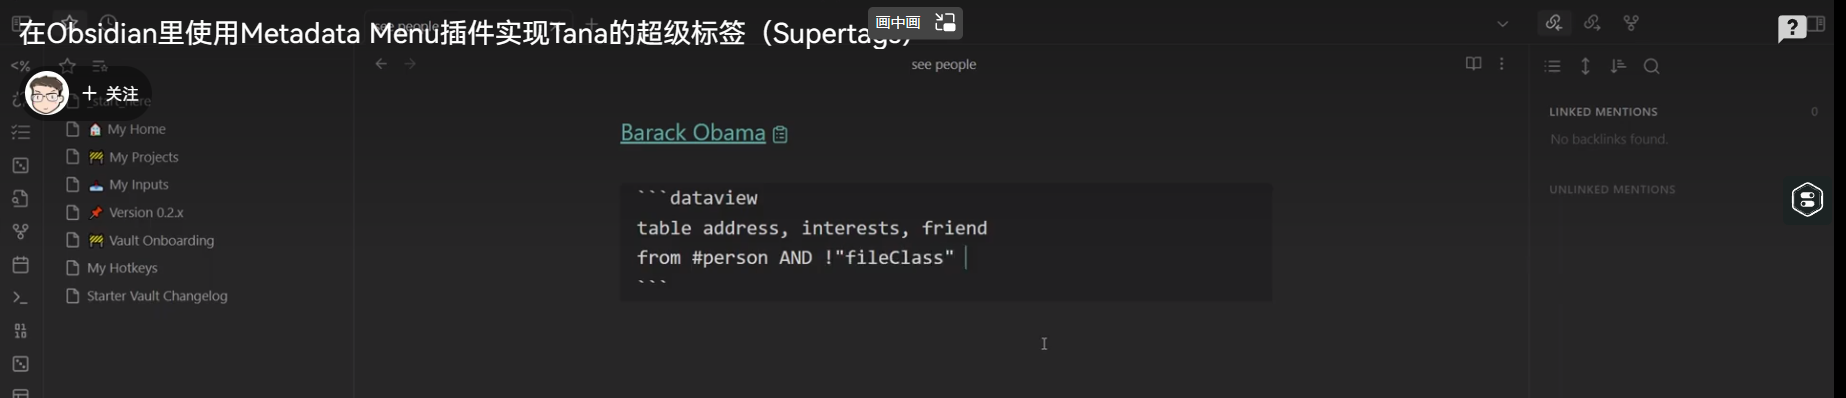 在Obsidian里使用Metadata Menu插件实现Tana的超级标签（Supertags）
画中画
see people
+ 关注
_start_here
My Home
My Projects
My Inputs
Version 0.2.x
Vault Onboarding
My Hotkeys
Starter Vault Changelog
see people
Barack Obama
```dataview
table address, interests, friend
from #person AND !"fileClass"
```
LINKED MENTIONS 0
No backlinks found.
UNLINKED MENTIONS